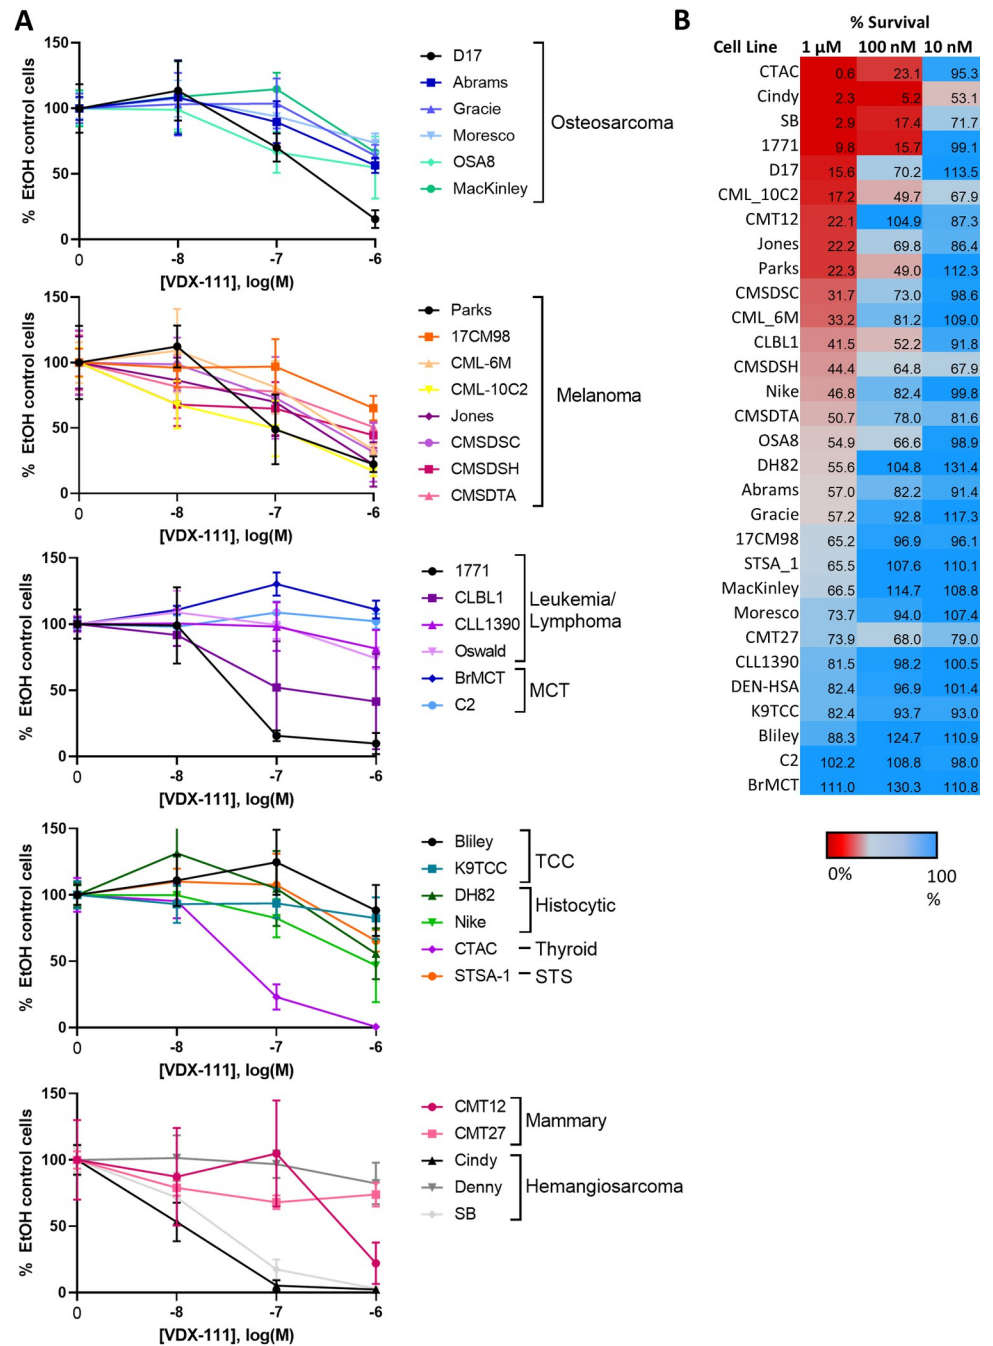 A
150
100
50
0
% EtOH control cells
0
-8
-7
-6
[VDX-111], log(M)
D17
Abrams
Gracie
Moresco
OSA8
MacKinley
Osteosarcoma
150
100
50
0
% EtOH control cells
0
-8
-7
-6
[VDX-111], log(M)
Parks
17CM98
CML-6M
CML-10C2
Jones
CMSDSC
CMSDSH
CMSDTA
Melanoma
150
100
50
0
% EtOH control cells
0
-8
-7
-6
[VDX-111], log(M)
1771
CLBL1
CLL1390
Oswald
BrMCT
C2
Leukemia/
Lymphoma
MCT
150
100
50
0
% EtOH control cells
0
-8
-7
-6
[VDX-111], log(M)
Bliley
K9TCC
DH82
Nike
CTAC
STSA-1
TCC
Histocytic
Thyroid
STS
150
100
50
0
% EtOH control cells
0
-8
-7
-6
[VDX-111], log(M)
CMT12
CMT27
Cindy
Denny
SB
Mammary
Hemangiosarcoma
B
% Survival
Cell Line 1 µM 100 nM 10 nM
CTAC 0.6 23.1 95.3
Cindy 2.3 5.2 53.1
SB 2.9 17.4 71.7
1771 9.8 15.7 99.1
D17 15.6 70.2 113.5
CML_10C2 17.2 49.7 67.9
CMT12 22.1 104.9 87.3
Jones 22.2 69.8 86.4
Parks 22.3 49.0 112.3
CMSDSC 31.7 73.0 98.6
CML_6M 33.2 81.2 109.0
CLBL1 41.5 52.2 91.8
CMSDSH 44.4 64.8 67.9
Nike 46.8 82.4 99.8
CMSDTA 50.7 78.0 81.6
OSA8 54.9 66.6 98.9
DH82 55.6 104.8 131.4
Abrams 57.0 82.2 91.4
Gracie 57.2 92.8 117.3
17CM98 65.2 96.9 96.1
STSA_1 65.5 107.6 110.1
MacKinley 66.5 114.7 108.8
Moresco 73.7 94.0 107.4
CMT27 73.9 68.0 79.0
CLL1390 81.5 98.2 100.5
DEN-HSA 82.4 96.9 101.4
K9TCC 82.4 93.7 93.0
Bliley 88.3 124.7 110.9
C2 102.2 108.8 98.0
BrMCT 111.0 130.3 110.8
0% 100
%